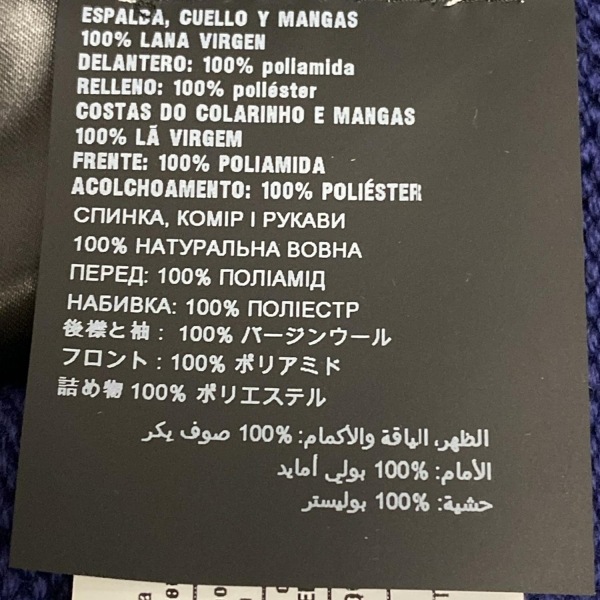 ESPALDA, CUELLO Y MANGAS
100% LANA VIRGEN
DELANTERO: 100% poliamida
RELLENO: 100% poliéster
COSTAS DO COLARINHO E MANGAS
100% LÃ VIRGEM
FRENTE: 100% POLIAMIDA
ACOLCHOAMENTO: 100% POLIÉSTER
СПИНКА, КОМІР І РУКАВИ
100% НАТУРАЛЬНА ВОВНА
ПЕРЕД: 100% ПОЛІАМІД
НАБИВКА: 100% ПОЛІЕСТР
後襟と袖： 100% バージンウール
フロント：100% ポリアミド
詰め物 100% ポリエステル
الظهر، الياقة والأكمام: %100 صوف بكر
الأمام: %100 بولي أمايد
حشية: %100 بوليستر